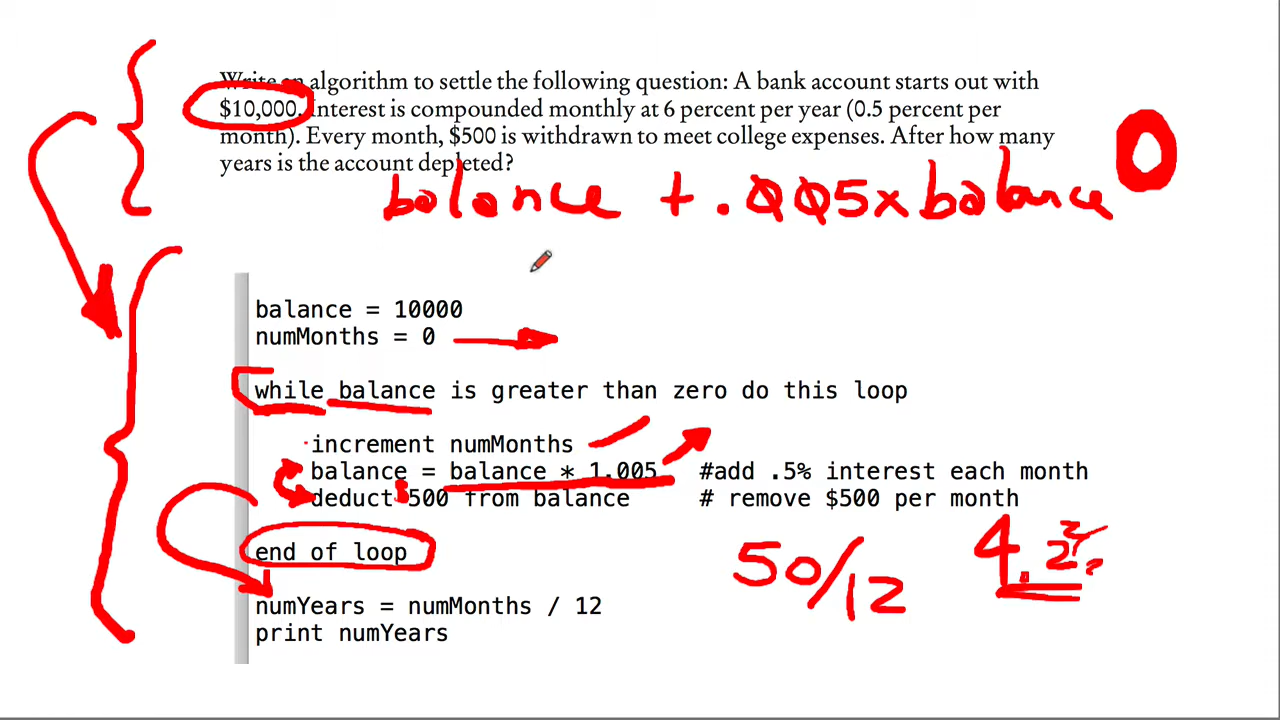 Write an algorithm to settle the following question: A bank account starts out with
$10,000. Interest is compounded monthly at 6 percent per year (0.5 percent per
month). Every month, $500 is withdrawn to meet college expenses. After how many
years is the account depleted?
0
balance + .005x balance
balance = 10000
numMonths = 0
while balance is greater than zero do this loop
increment numMonths
balance = balance * 1.005 #add .5% interest each month
deduct 500 from balance # remove $500 per month
end of loop
50/12
numYears = numMonths / 12
print numYears